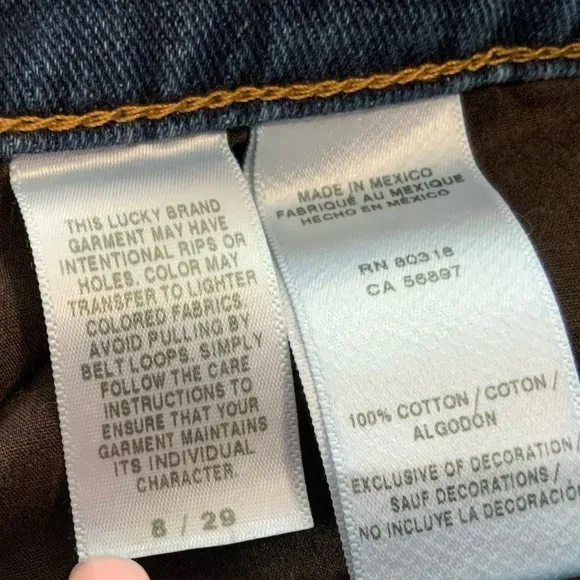 THIS LUCKY BRAND
GARMENT MAY HAVE
INTENTIONAL RIPS OR
HOLES. COLOR MAY
TRANSFER TO LIGHTER
COLORED FABRICS.
AVOID PULLING BY
BELT LOOPS. SIMPLY
FOLLOW THE CARE
INSTRUCTIONS TO
ENSURE THAT YOUR
GARMENT MAINTAINS
ITS INDIVIDUAL
CHARACTER.
8 / 29
MADE IN MEXICO
FABRIQUÉ AU MEXIQUE
HECHO EN MÉXICO
RN 80318
CA 56897
100% COTTON / COTON /
ALGODON
EXCLUSIVE OF DECORATION /
SAUF DECORATIONS /
NO INCLUYE LA DECORACIÓ